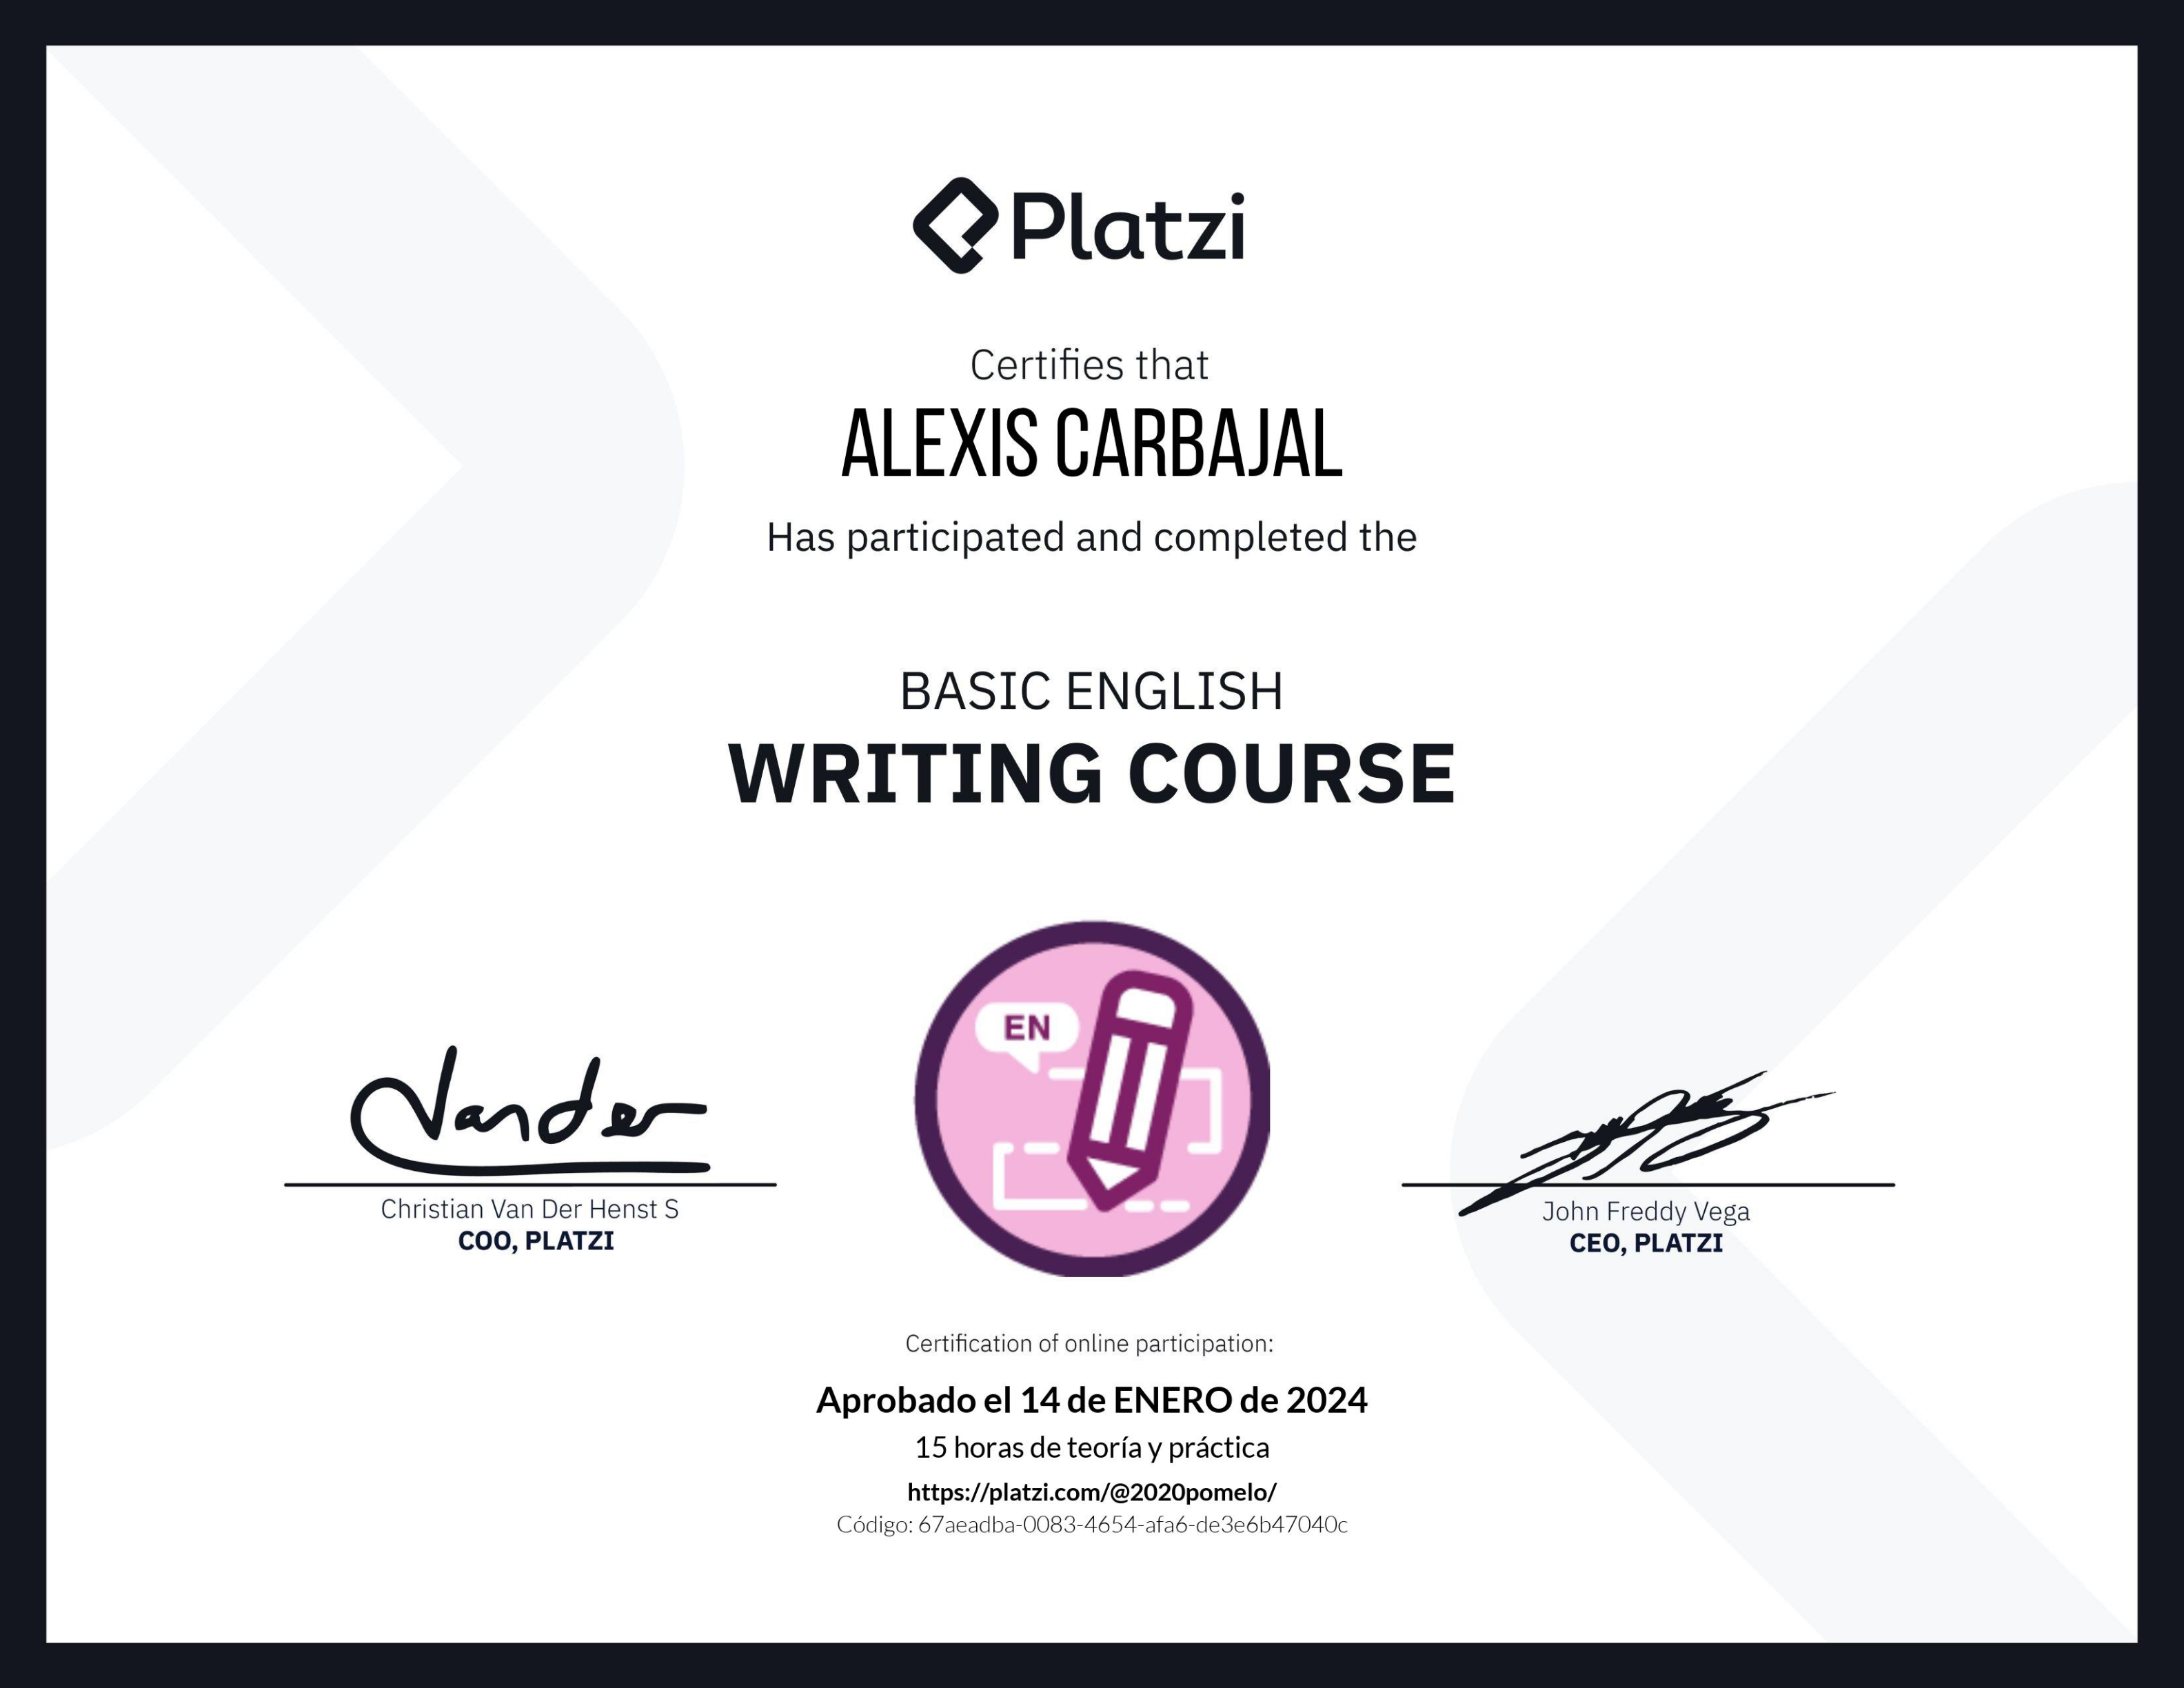 Platzi
Certifies that
ALEXIS CARBAJAL
Has participated and completed the
BASIC ENGLISH
WRITING COURSE
EN
Vander
Christian Van Der Henst S
COO, PLATZI
John Freddy Vega
CEO, PLATZI
Certification of online participation:
Aprobado el 14 de ENERO de 2024
15 horas de teoría y práctica
https://platzi.com/@2020pomelo/
Código: 67aeadba-0083-4654-afa6-de3e6b47040c